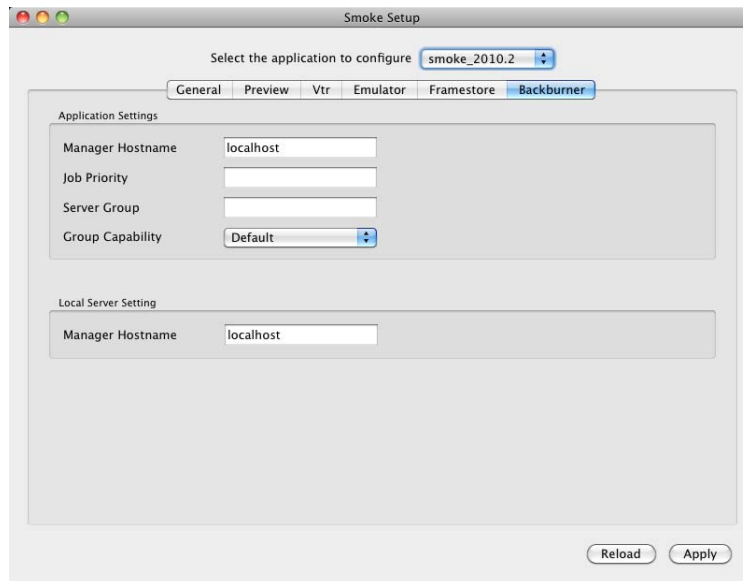 Smoke Setup
Select the application to configure smoke_2010.2
General Preview Vtr Emulator Framestore Backburner
Application Settings
Manager Hostname localhost
Job Priority
Server Group
Group Capability Default
Local Server Setting
Manager Hostname localhost
Reload Apply